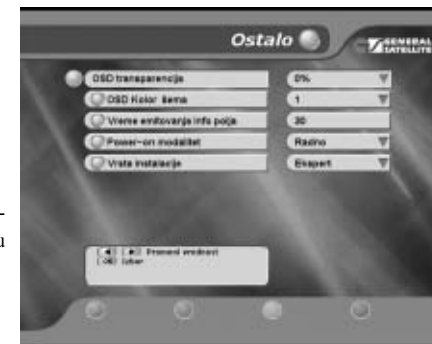 Ostalo
GENERAL
SATELLITE
OSD transparencija 0%
OSD Kolor šema 1
Vreme emitovanja info polja 30
Power-on modalitet Radno
Vrsta instalacije Ekspert
-
u
[◄] [►] Promeni vrednost
[OK] Izbor